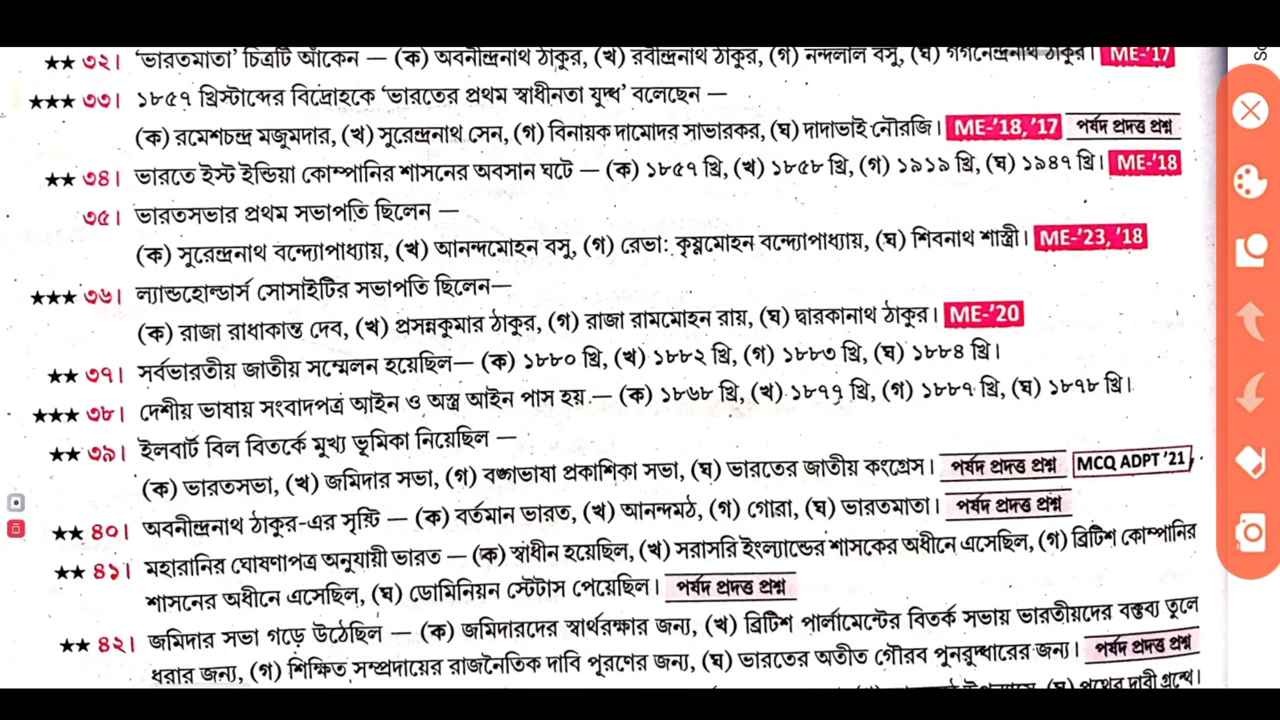 ★★ ৩২। 'ভারতমাতা' চিত্রটি আঁকেন — (ক) অবনীন্দ্রনাথ ঠাকুর, (খ) রবীন্দ্রনাথ ঠাকুর, (গ) নন্দলাল বসু, (ঘ) গগনেন্দ্রনাথ ঠাকুর। ME-'17
★★★ ৩৩। ১৮৫৭ খ্রিস্টাব্দের বিদ্রোহকে 'ভারতের প্রথম স্বাধীনতা যুদ্ধ' বলেছেন —
(ক) রমেশচন্দ্র মজুমদার, (খ) সুরেন্দ্রনাথ সেন, (গ) বিনায়ক দামোদর সাভারকর, (ঘ) দাদাভাই নৌরজি। ME-'18, '17 পর্ষদ প্রদত্ত প্রশ্ন
★★ ৩৪। ভারতে ইস্ট ইন্ডিয়া কোম্পানির শাসনের অবসান ঘটে — (ক) ১৮৫৭ খ্রি, (খ) ১৮৫৮ খ্রি, (গ) ১৯১৯ খ্রি, (ঘ) ১৯৪৭ খ্রি। ME-'18
৩৫। ভারতসভার প্রথম সভাপতি ছিলেন —
(ক) সুরেন্দ্রনাথ বন্দ্যোপাধ্যায়, (খ) আনন্দমোহন বসু, (গ) রেভা: কৃষ্ণমোহন বন্দ্যোপাধ্যায়, (ঘ) শিবনাথ শাস্ত্রী। ME-'23, '18
★★★ ৩৬। ল্যান্ডহোল্ডার্স সোসাইটির সভাপতি ছিলেন—
(ক) রাজা রাধাকান্ত দেব, (খ) প্রসন্নকুমার ঠাকুর, (গ) রাজা রামমোহন রায়, (ঘ) দ্বারকানাথ ঠাকুর। ME-'20
★★ ৩৭। সর্বভারতীয় জাতীয় সম্মেলন হয়েছিল— (ক) ১৮৮০ খ্রি, (খ) ১৮৮২ খ্রি, (গ) ১৮৮৩ খ্রি, (ঘ) ১৮৮৪ খ্রি।
★★★ ৩৮। দেশীয় ভাষায় সংবাদপত্র আইন ও অস্ত্র আইন পাস হয় — (ক) ১৮৬৮ খ্রি, (খ) ১৮৭৭ খ্রি, (গ) ১৮৮৭ খ্রি, (ঘ) ১৮৭৮ খ্রি।
★★ ৩৯। ইলবার্ট বিল বিতর্কে মুখ্য ভূমিকা নিয়েছিল —
(ক) ভারতসভা, (খ) জমিদার সভা, (গ) বঙ্গভাষা প্রকাশিকা সভা, (ঘ) ভারতের জাতীয় কংগ্রেস। পর্ষদ প্রদত্ত প্রশ্ন MCQ ADPT '21
★★ ৪০। অবনীন্দ্রনাথ ঠাকুর-এর সৃষ্টি — (ক) বর্তমান ভারত, (খ) আনন্দমঠ, (গ) গোরা, (ঘ) ভারতমাতা। পর্ষদ প্রদত্ত প্রশ্ন
★★ ৪১। মহারানির ঘোষণাপত্র অনুযায়ী ভারত — (ক) স্বাধীন হয়েছিল, (খ) সরাসরি ইংল্যান্ডের শাসকের অধীনে এসেছিল, (গ) ব্রিটিশ কোম্পানির
শাসনের অধীনে এসেছিল, (ঘ) ডোমিনিয়ন স্টেটাস পেয়েছিল। পর্ষদ প্রদত্ত প্রশ্ন
★★ ৪২। জমিদার সভা গড়ে উঠেছিল — (ক) জমিদারদের স্বার্থরক্ষার জন্য, (খ) ব্রিটিশ পার্লামেন্টের বিতর্ক সভায় ভারতীয়দের বক্তব্য তুলে
ধরার জন্য, (গ) শিক্ষিত সম্প্রদায়ের রাজনৈতিক দাবি পূরণের জন্য, (ঘ) ভারতের অতীত গৌরব পুনরুদ্ধারের জন্য। পর্ষদ প্রদত্ত প্রশ্ন
(ঘ) পথের দাবী গ্রন্থে।